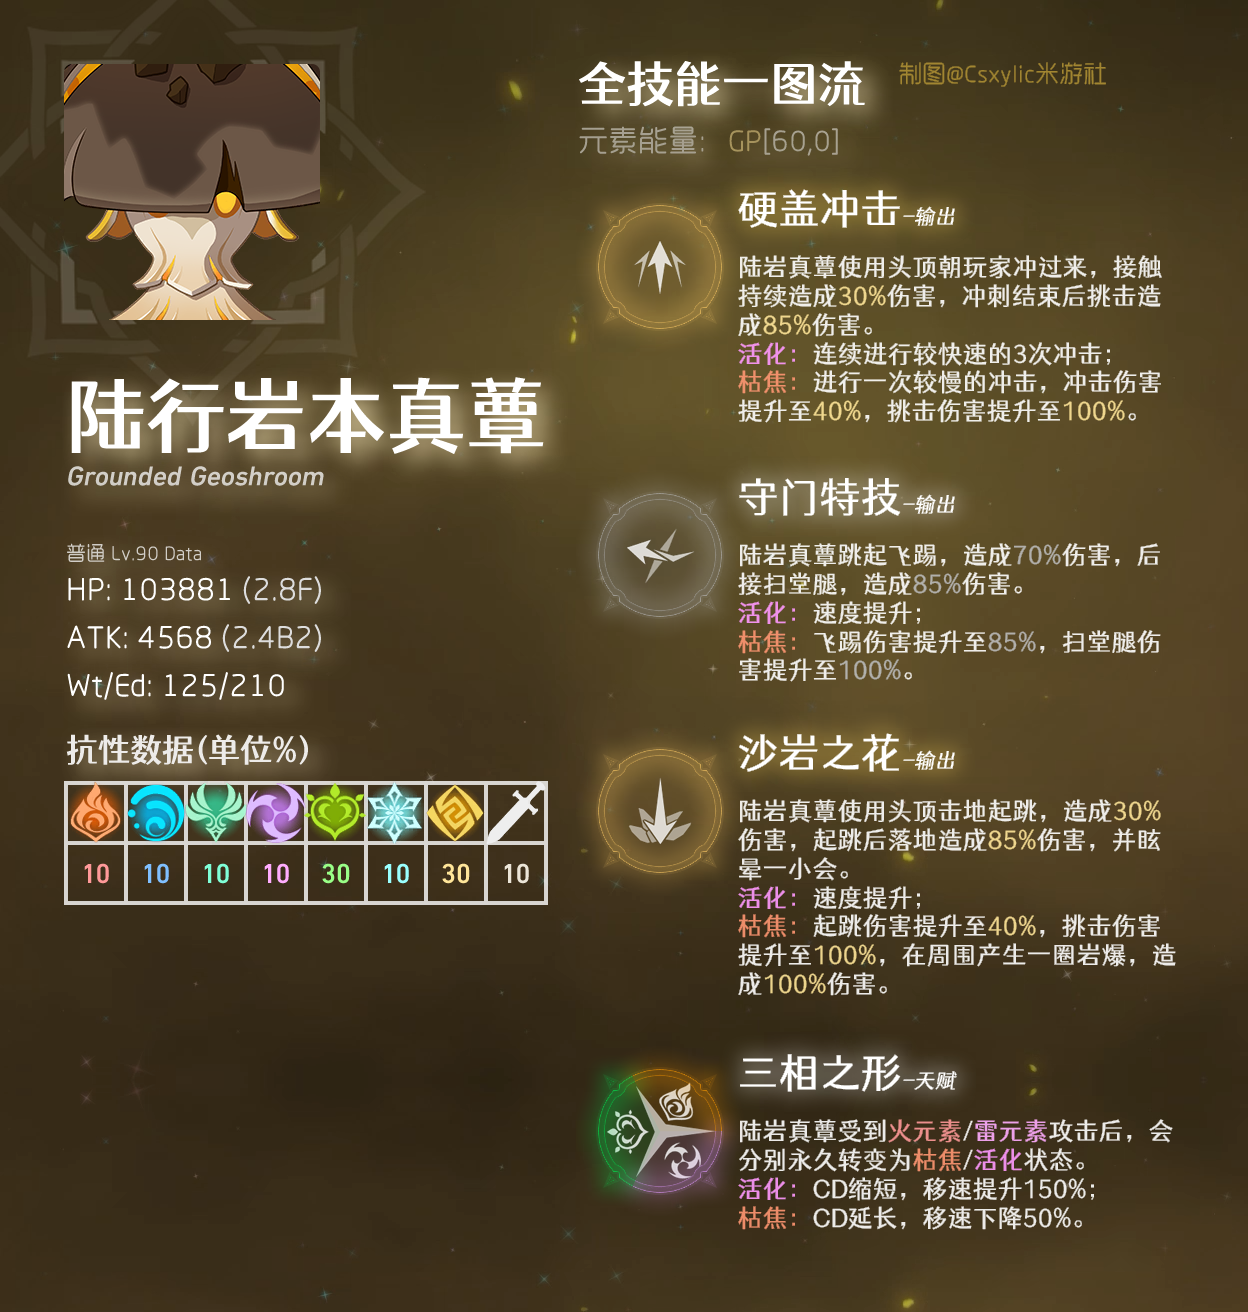 全技能一图流
制图@Csxylic米游社
元素能量： GP[60,0]
陆行岩本真蕈
Grounded Geoshroom
普通 Lv.90 Data
HP: 103881 (2.8F)
ATK: 4568 (2.4B2)
Wt/Ed: 125/210
抗性数据(单位%)
10 10 10 10 30 10 30 10
硬盖冲击–输出
陆岩真蕈使用头顶朝玩家冲过来，接触
持续造成30%伤害，冲刺结束后挑击造
成85%伤害。
活化：连续进行较快速的3次冲击；
枯焦：进行一次较慢的冲击，冲击伤害
提升至40%，挑击伤害提升至100%。
守门特技–输出
陆岩真蕈跳起飞踢，造成70%伤害，后
接扫堂腿，造成85%伤害。
活化：速度提升；
枯焦：飞踢伤害提升至85%，扫堂腿伤
害提升至100%。
沙岩之花–输出
陆岩真蕈使用头顶击地起跳，造成30%
伤害，起跳后落地造成85%伤害，并眩
晕一小会。
活化：速度提升；
枯焦：起跳伤害提升至40%，挑击伤害
提升至100%，在周围产生一圈岩爆，造
成100%伤害。
三相之形–天赋
陆岩真蕈受到火元素/雷元素攻击后，会
分别永久转变为枯焦/活化状态。
活化：CD缩短，移速提升150%；
枯焦：CD延长，移速下降50%。